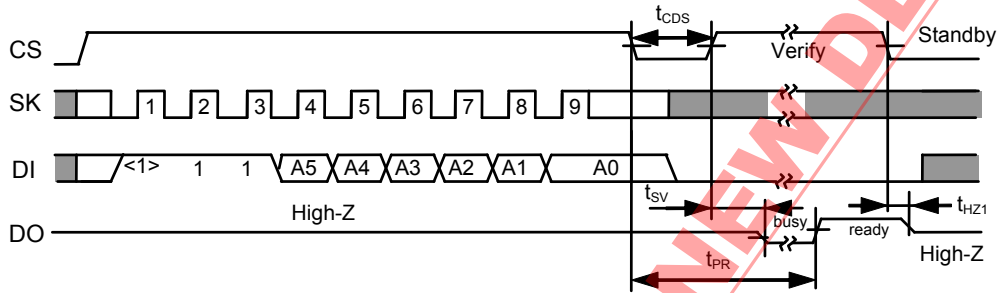 tCDS
CS Verify Standby
SK 1 2 3 4 5 6 7 8 9
DI <1> 1 1 A5 A4 A3 A2 A1 A0
tSV tHZ1
High-Z busy ready
DO High-Z
tPR
NEW